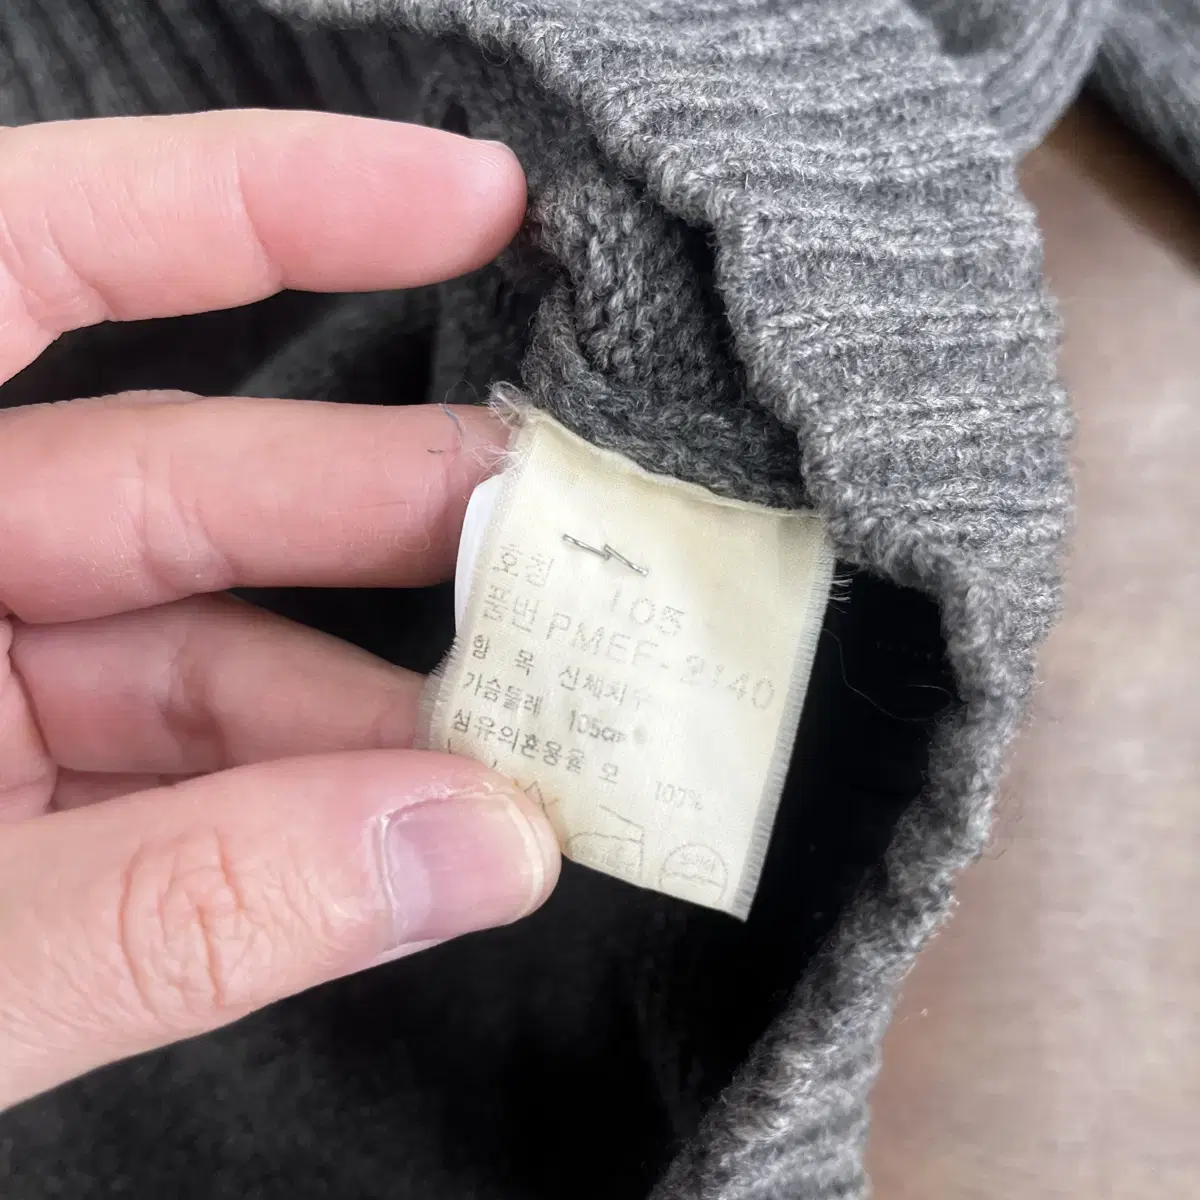 호칭 105
품번 PMEF-2140
항 목 신체치수
가슴둘레 105cm
섬유의혼용율 모 100%